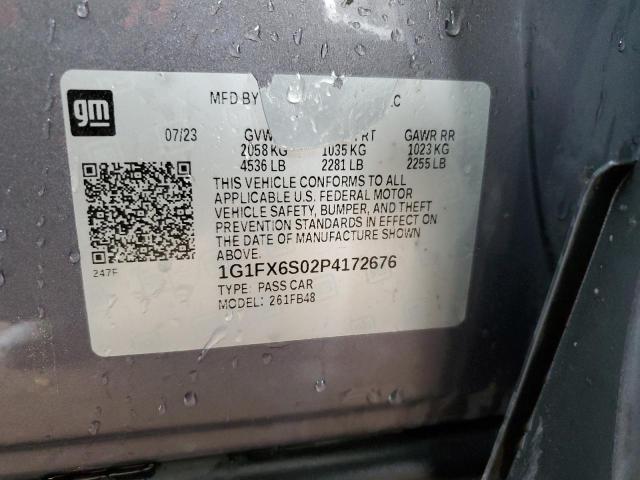 gm
MFD BY
07/23 GVW RT GAWR RR
2058 KG 1035 KG 1023 KG
4536 LB 2281 LB 2255 LB
THIS VEHICLE CONFORMS TO ALL
APPLICABLE U.S. FEDERAL MOTOR
VEHICLE SAFETY, BUMPER, AND THEFT
PREVENTION STANDARDS IN EFFECT ON
THE DATE OF MANUFACTURE SHOWN
ABOVE.
247F
1G1FX6S02P4172676
TYPE: PASS CAR
MODEL: 261FB48